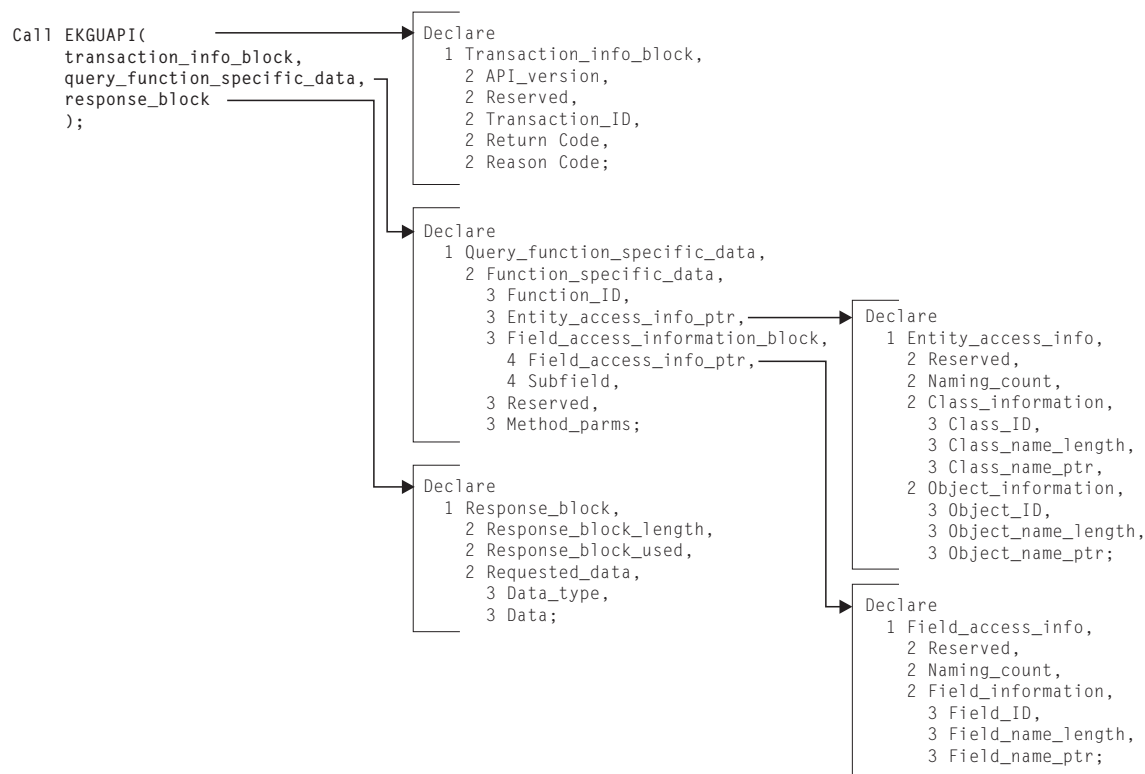 Call EKGUAPI(
transaction_info_block,
query_function_specific_data,
response_block
);
Declare
1 Transaction_info_block,
2 API_version,
2 Reserved,
2 Transaction_ID,
2 Return Code,
2 Reason Code;
Declare
1 Query_function_specific_data,
2 Function_specific_data,
3 Function_ID,
3 Entity_access_info_ptr,
3 Field_access_information_block,
4 Field_access_info_ptr,
4 Subfield,
3 Reserved,
3 Method_parms;
Declare
1 Response_block,
2 Response_block_length,
2 Response_block_used,
2 Requested_data,
3 Data_type,
3 Data;
Declare
1 Entity_access_info,
2 Reserved,
2 Naming_count,
2 Class_information,
3 Class_ID,
3 Class_name_length,
3 Class_name_ptr,
2 Object_information,
3 Object_ID,
3 Object_name_length,
3 Object_name_ptr;
Declare
1 Field_access_info,
2 Reserved,
2 Naming_count,
2 Field_information,
3 Field_ID,
3 Field_name_length,
3 Field_name_ptr;